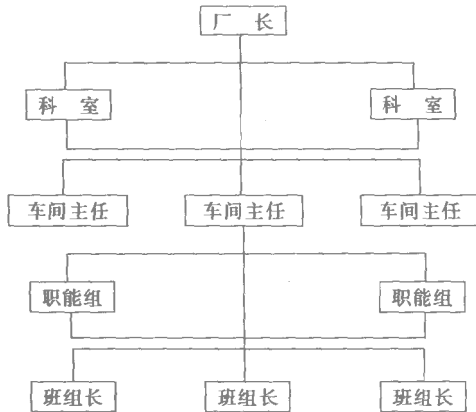 厂 长
科 室 科 室
车间主任 车间主任 车间主任
职能组 职能组
班组长 班组长 班组长